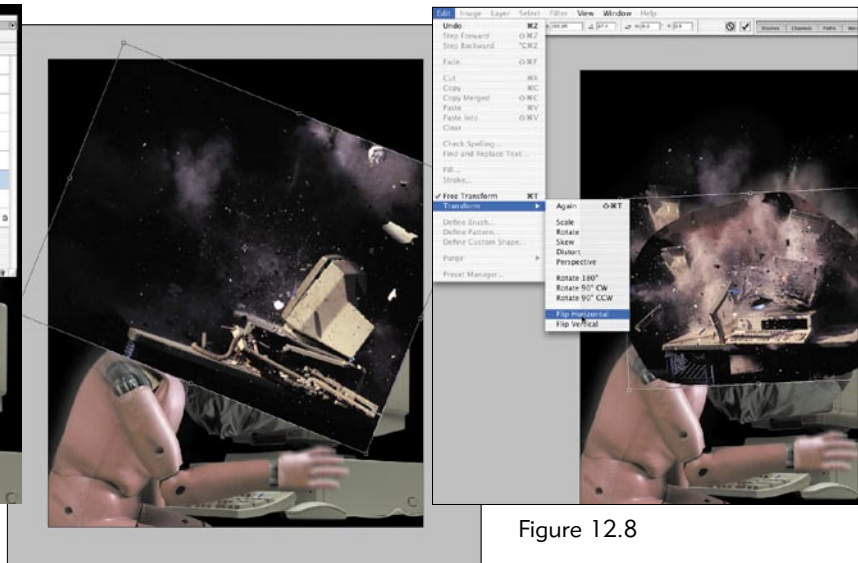 Edit Image Layer Select Filter View Window Help
Undo ⌘Z
Step Forward ⇧⌘Z
Step Backward ⌥⌘Z
Fade... ⇧⌘F
Cut ⌘X
Copy ⌘C
Copy Merged ⇧⌘C
Paste ⌘V
Paste Into ⇧⌘V
Clear
Check Spelling...
Find and Replace Text...
Fill...
Stroke...
✓ Free Transform ⌘T
Transform ▶
Define Brush...
Define Pattern...
Define Custom Shape...
Purge ▶
Preset Manager...
Again ⇧⌘T
Scale
Rotate
Skew
Distort
Perspective
Rotate 180°
Rotate 90° CW
Rotate 90° CCW
Flip Horizontal
Flip Vertical
Brushes Channels Paths
Figure 12.8